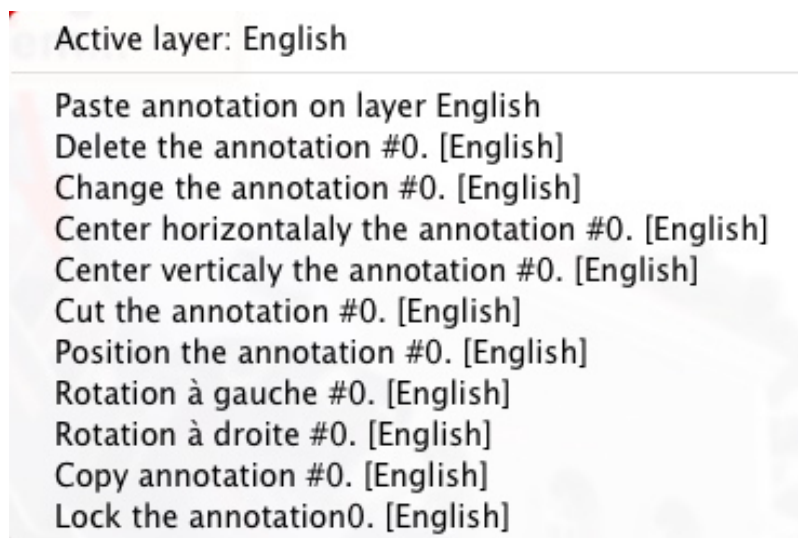 Active layer: English
Paste annotation on layer English
Delete the annotation #0. [English]
Change the annotation #0. [English]
Center horizontalaly the annotation #0. [English]
Center verticaly the annotation #0. [English]
Cut the annotation #0. [English]
Position the annotation #0. [English]
Rotation à gauche #0. [English]
Rotation à droite #0. [English]
Copy annotation #0. [English]
Lock the annotation0. [English]